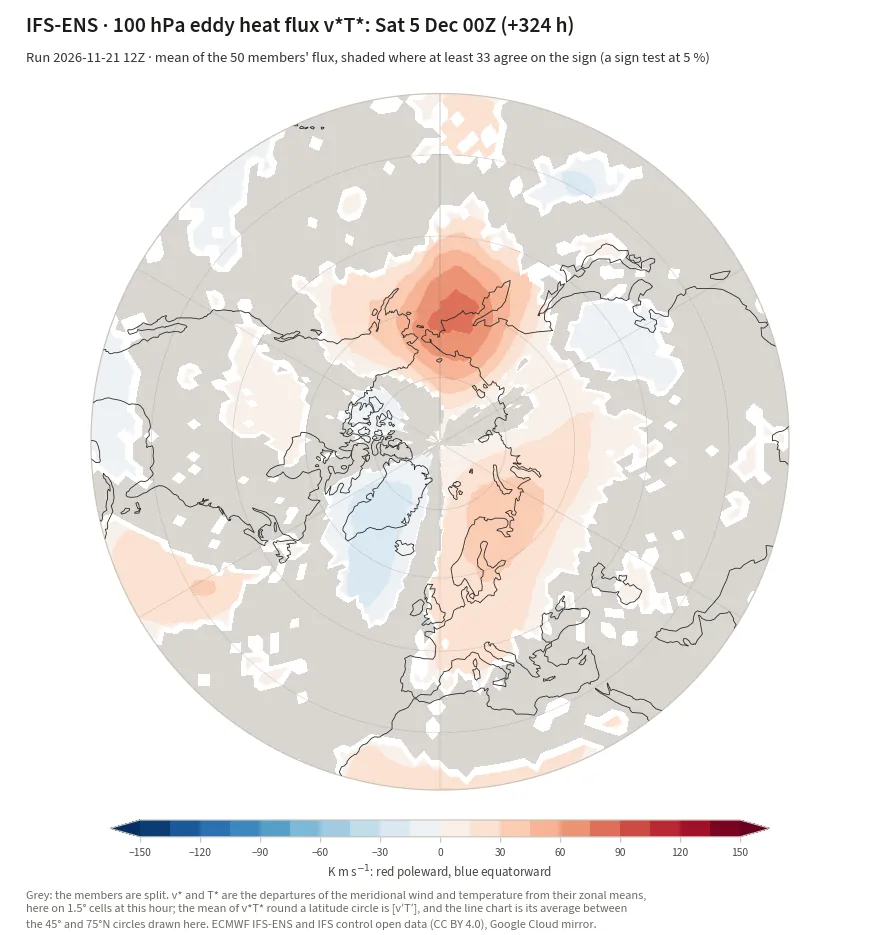 IFS-ENS · 100 hPa eddy heat flux v*T*: Sat 5 Dec 00Z (+324 h)
Run 2026-11-21 12Z · mean of the 50 members' flux, shaded where at least 33 agree on the sign (a sign test at 5 %)
−150 −120 −90 −60 −30 0 30 60 90 120 150
K m s⁻¹: red poleward, blue equatorward
Grey: the members are split. v* and T* are the departures of the meridional wind and temperature from their zonal means,
here on 1.5° cells at this hour; the mean of v*T* round a latitude circle is [v′T′], and the line chart is its average between
the 45° and 75°N circles drawn here. ECMWF IFS-ENS and IFS control open data (CC BY 4.0), Google Cloud mirror.